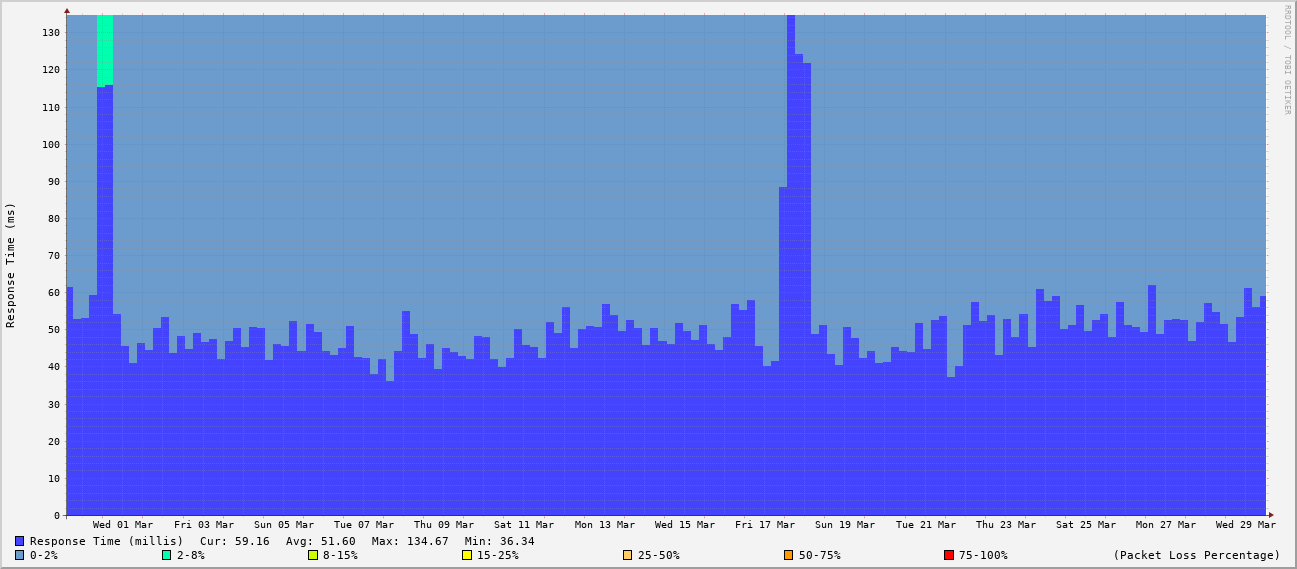 RRDTOOL / TOBI OETIKER
Response Time (ms)
130
120
110
100
90
80
70
60
50
40
30
20
10
0
Wed 01 Mar Fri 03 Mar Sun 05 Mar Tue 07 Mar Thu 09 Mar Sat 11 Mar Mon 13 Mar Wed 15 Mar Fri 17 Mar Sun 19 Mar Tue 21 Mar Thu 23 Mar Sat 25 Mar Mon 27 Mar Wed 29 Mar
Response Time (millis) Cur: 59.16 Avg: 51.60 Max: 134.67 Min: 36.34
0-2% 2-8% 8-15% 15-25% 25-50% 50-75% 75-100% (Packet Loss Percentage)